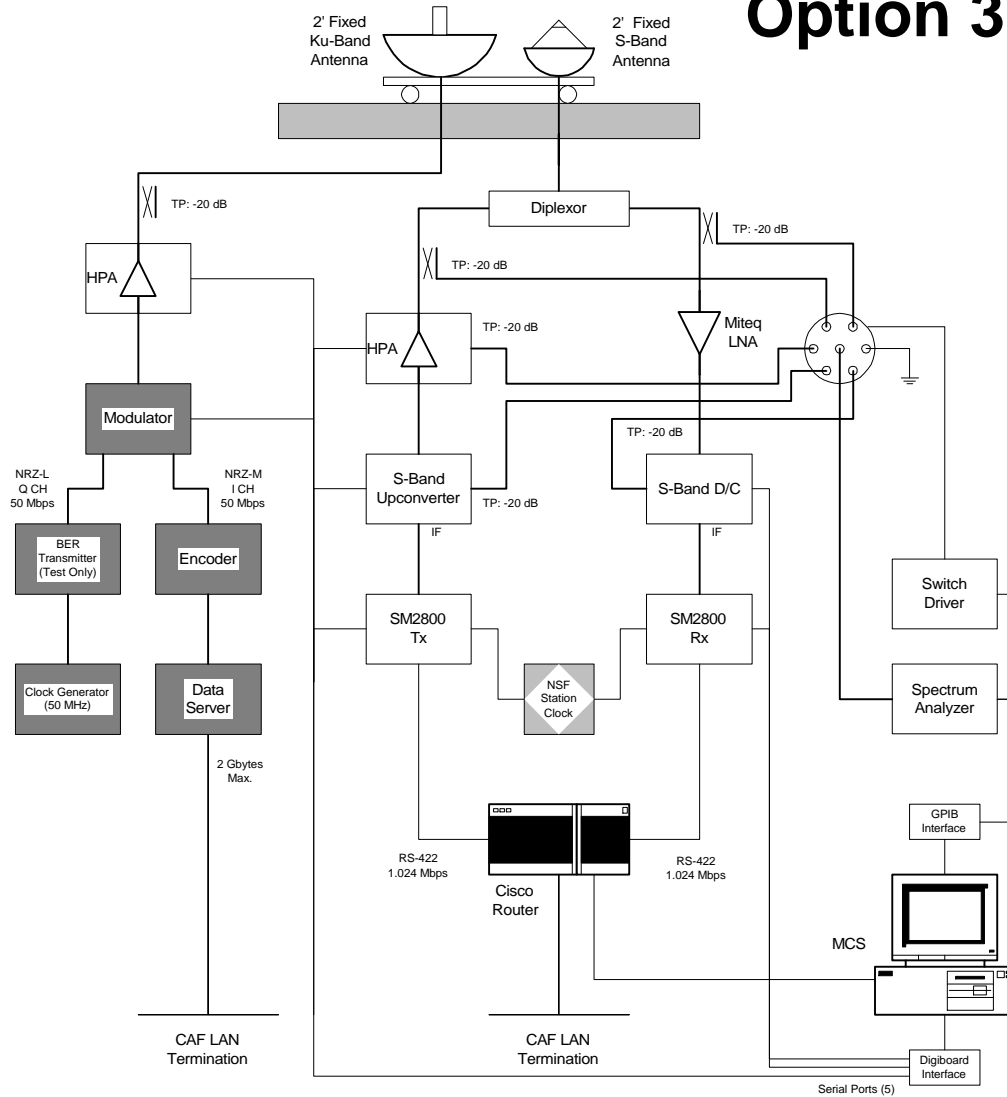 Option 3
2' Fixed
Ku-Band
Antenna
2' Fixed
S-Band
Antenna
TP: -20 dB
Diplexor
TP: -20 dB
TP: -20 dB
HPA
HPA
TP: -20 dB
Miteq
LNA
Modulator
TP: -20 dB
NRZ-L
Q CH
50 Mbps
NRZ-M
I CH
50 Mbps
S-Band
Upconverter
TP: -20 dB
S-Band D/C
IF
IF
BER
Transmitter
(Test Only)
Encoder
Switch
Driver
SM2800
Tx
SM2800
Rx
Clock Generator
(50 MHz)
Data
Server
NSF
Station
Clock
Spectrum
Analyzer
2 Gbytes
Max.
GPIB
Interface
RS-422
1.024 Mbps
RS-422
1.024 Mbps
Cisco
Router
MCS
CAF LAN
Termination
CAF LAN
Termination
Digiboard
Interface
Serial Ports (5)